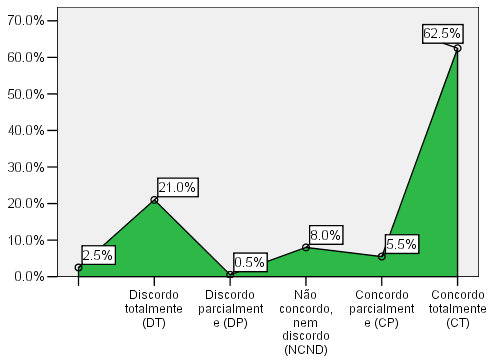 70.0%
60.0%
50.0%
40.0%
30.0%
20.0%
10.0%
0.0%
2.5%
21.0%
0.5%
8.0%
5.5%
62.5%
Discordo
totalmente
(DT)
Discordo
parcialment
e (DP)
Não
concordo,
nem
discordo
(NCND)
Concordo
parcialment
e (CP)
Concordo
totalmente
(CT)